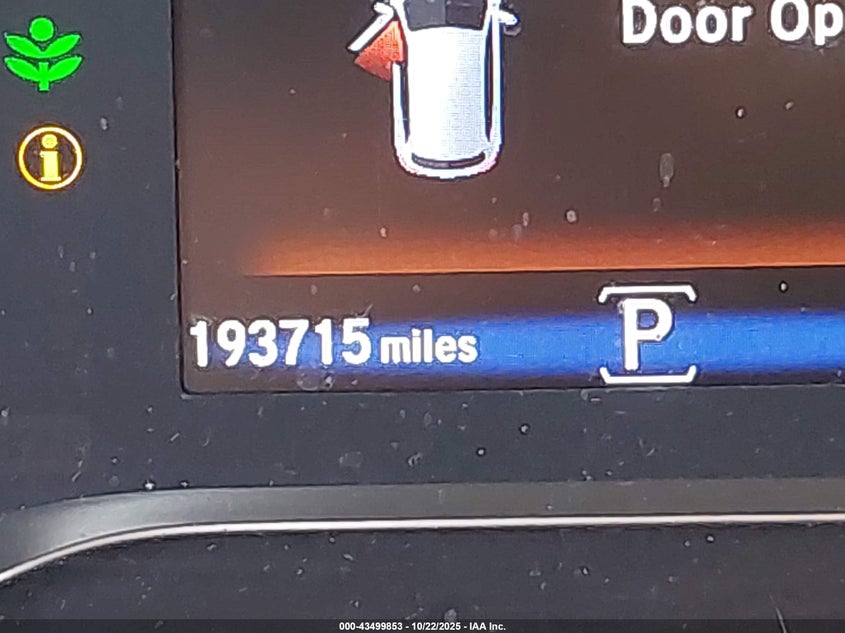 Door Op
193715 miles
P
000-43499853 - 10/22/2025 - IAA Inc.